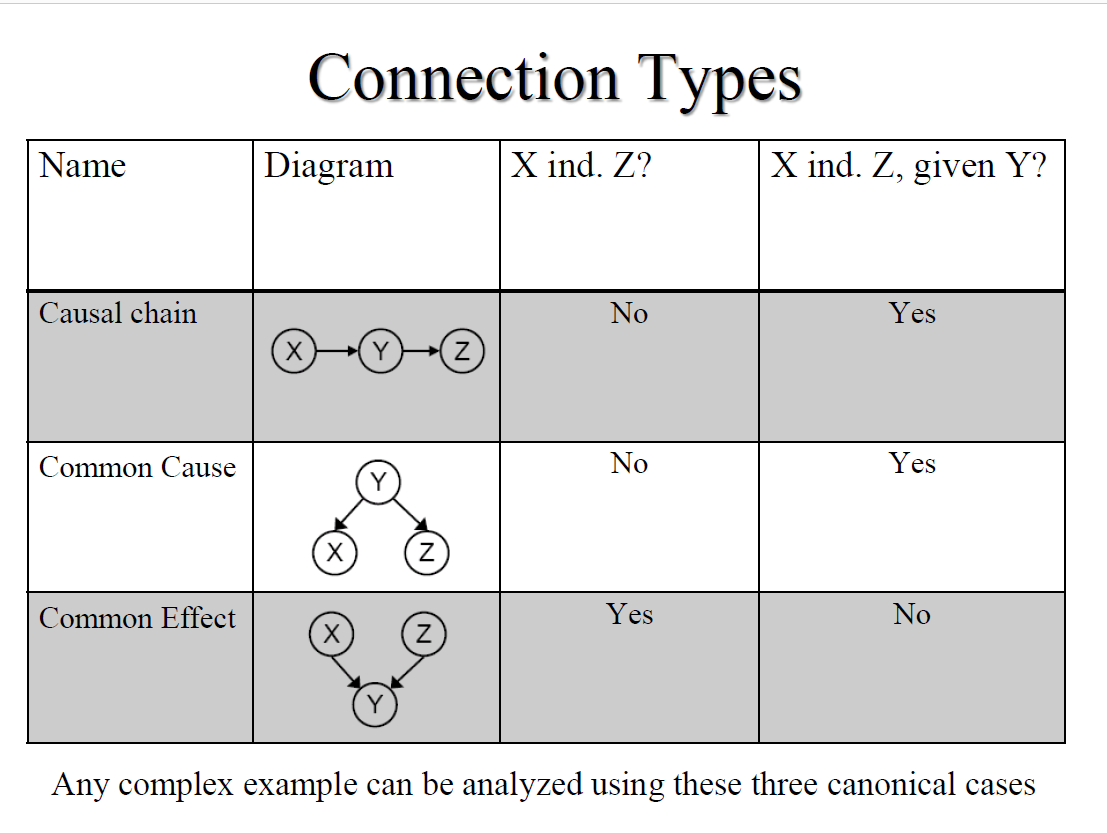 Connection Types
Name
Diagram
X ind. Z?
X ind. Z, given Y?
Causal chain
X
Y
Z
No
Yes
Common Cause
Y
X
Z
No
Yes
Common Effect
X
Z
Y
Yes
No
Any complex example can be analyzed using these three canonical cases